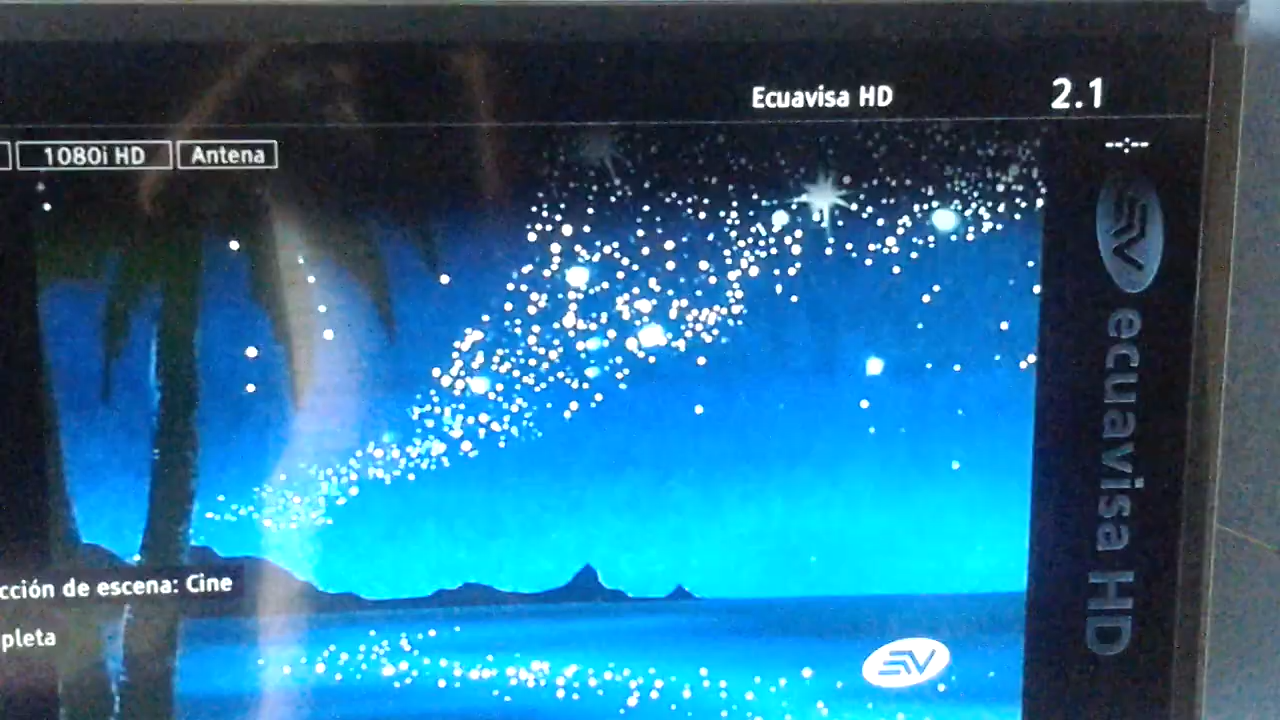 Ecuavisa HD 2.1
1080i HD Antena
--:--
ecuavisa HD
cción de escena: Cine
pleta